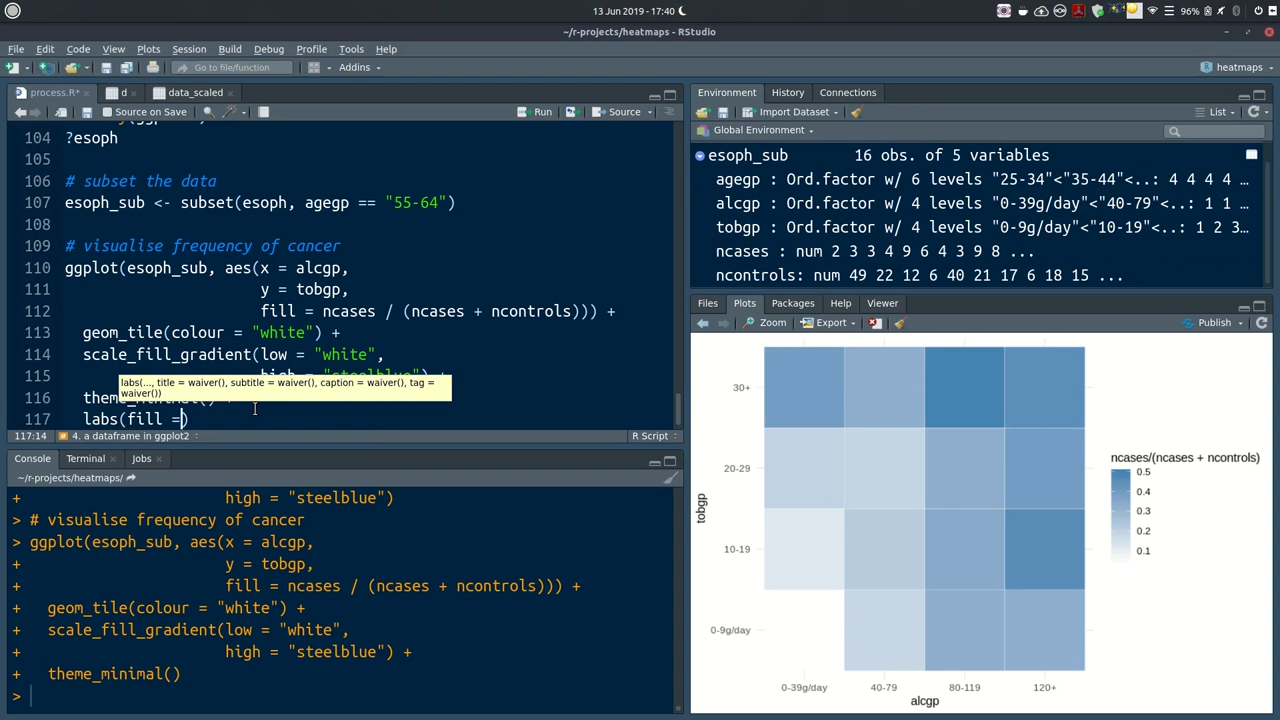 13 Jun 2019 - 17:40
96%
~/r-projects/heatmaps - RStudio
File Edit Code View Plots Session Build Debug Profile Tools Help
Go to file/function
Addins
heatmaps
process.R* d data_scaled
Source on Save
Run
Source
104 ?esoph
105
106 # subset the data
107 esoph_sub <- subset(esoph, agegp == "55-64")
108
109 # visualise frequency of cancer
110 ggplot(esoph_sub, aes(x = alcgp,
111 y = tobgp,
112 fill = ncases / (ncases + ncontrols))) +
113 geom_tile(colour = "white") +
114 scale_fill_gradient(low = "white",
115
labs(..., title = waiver(), subtitle = waiver(), caption = waiver(), tag =
waiver())
116
117 labs(fill =)
117:14 4. a dataframe in ggplot2 R Script
Console Terminal Jobs
~/r-projects/heatmaps/
+ high = "steelblue")
> # visualise frequency of cancer
> ggplot(esoph_sub, aes(x = alcgp,
+ y = tobgp,
+ fill = ncases / (ncases + ncontrols))) +
+ geom_tile(colour = "white") +
+ scale_fill_gradient(low = "white",
+ high = "steelblue") +
+ theme_minimal()
>
Environment History Connections
Import Dataset
List
Global Environment
esoph_sub 16 obs. of 5 variables
agegp : Ord.factor w/ 6 levels "25-34"<"35-44"<..: 4 4 4 4 …
alcgp : Ord.factor w/ 4 levels "0-39g/day"<"40-79"<..: 1 1 …
tobgp : Ord.factor w/ 4 levels "0-9g/day"<"10-19"<..: 1 2 3…
ncases : num 2 3 3 4 9 6 4 3 9 8 ...
ncontrols: num 49 22 12 6 40 21 17 6 18 15 ...
Files Plots Packages Help Viewer
Zoom Export Publish
30+
20-29
10-19
0-9g/day
tobgp
0-39g/day 40-79 80-119 120+
alcgp
ncases/(ncases + ncontrols)
0.5
0.4
0.3
0.2
0.1